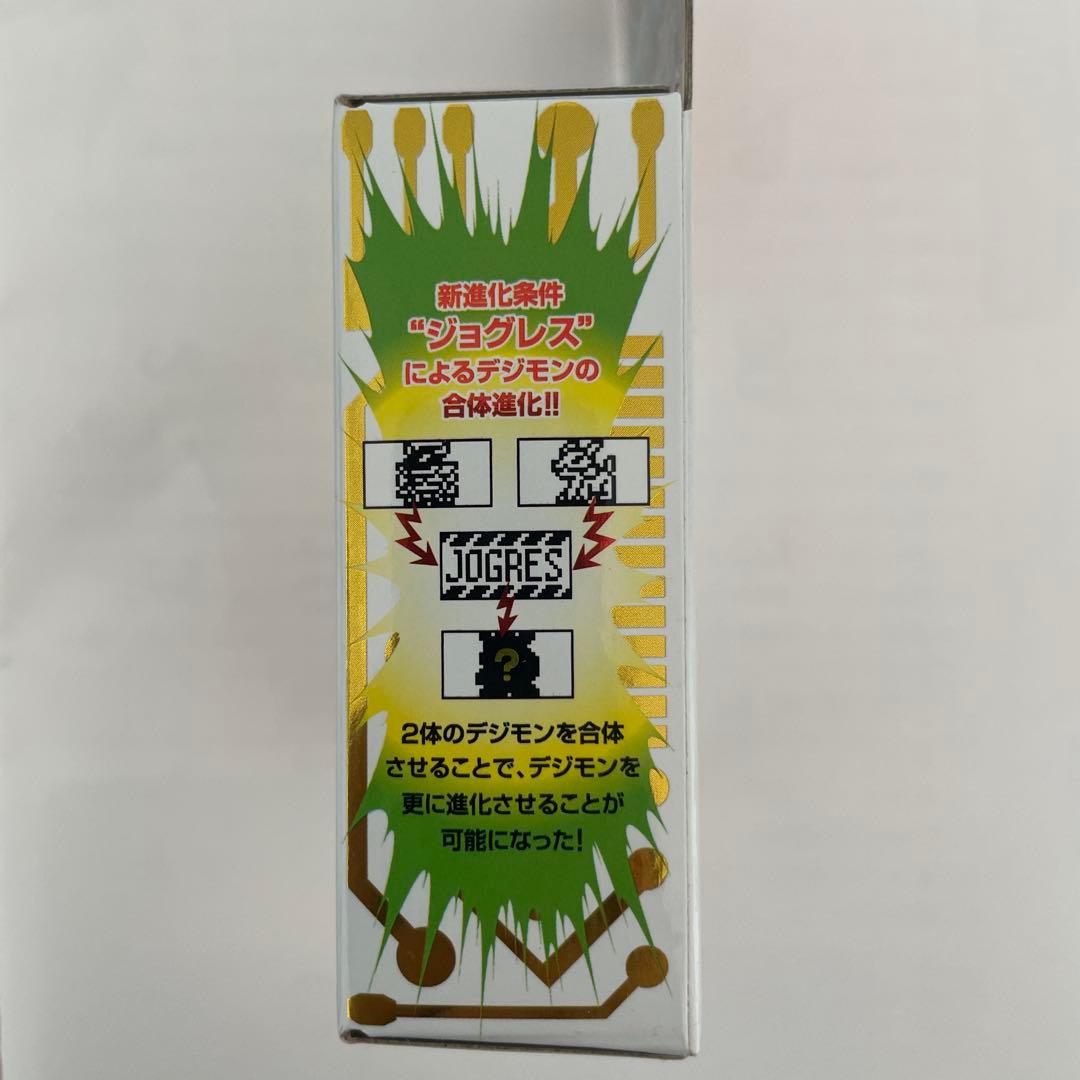 新進化条件
“ジョグレス”
によるデジモンの
合体進化!!
JOGRES
?
2体のデジモンを合体
させることで、デジモンを
更に進化させることが
可能になった!